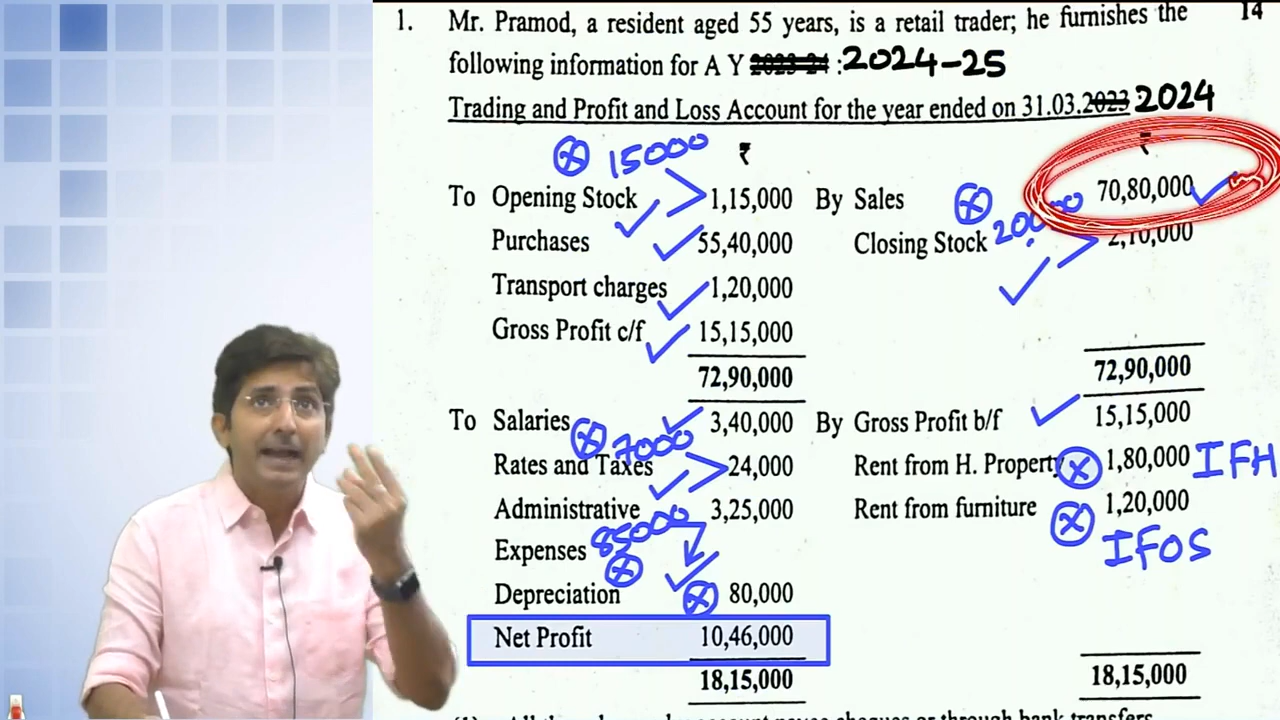 1. Mr. Pramod, a resident aged 55 years, is a retail trader; he furnishes the 14
following information for A Y 2023-24 : 2024-25
Trading and Profit and Loss Account for the year ended on 31.03.2023 2024
15000 ₹ ₹
To Opening Stock 1,15,000 By Sales 70,80,000
Purchases 55,40,000 Closing Stock 20000 2,10,000
Transport charges 1,20,000
Gross Profit c/f 15,15,000
72,90,000 72,90,000
To Salaries 3,40,000 By Gross Profit b/f 15,15,000
7000
Rates and Taxes 24,000 Rent from H. Property 1,80,000 IFH
Administrative 3,25,000 Rent from furniture 1,20,000
Expenses 85000 IFOS
Depreciation 80,000
Net Profit 10,46,000
18,15,000 18,15,000